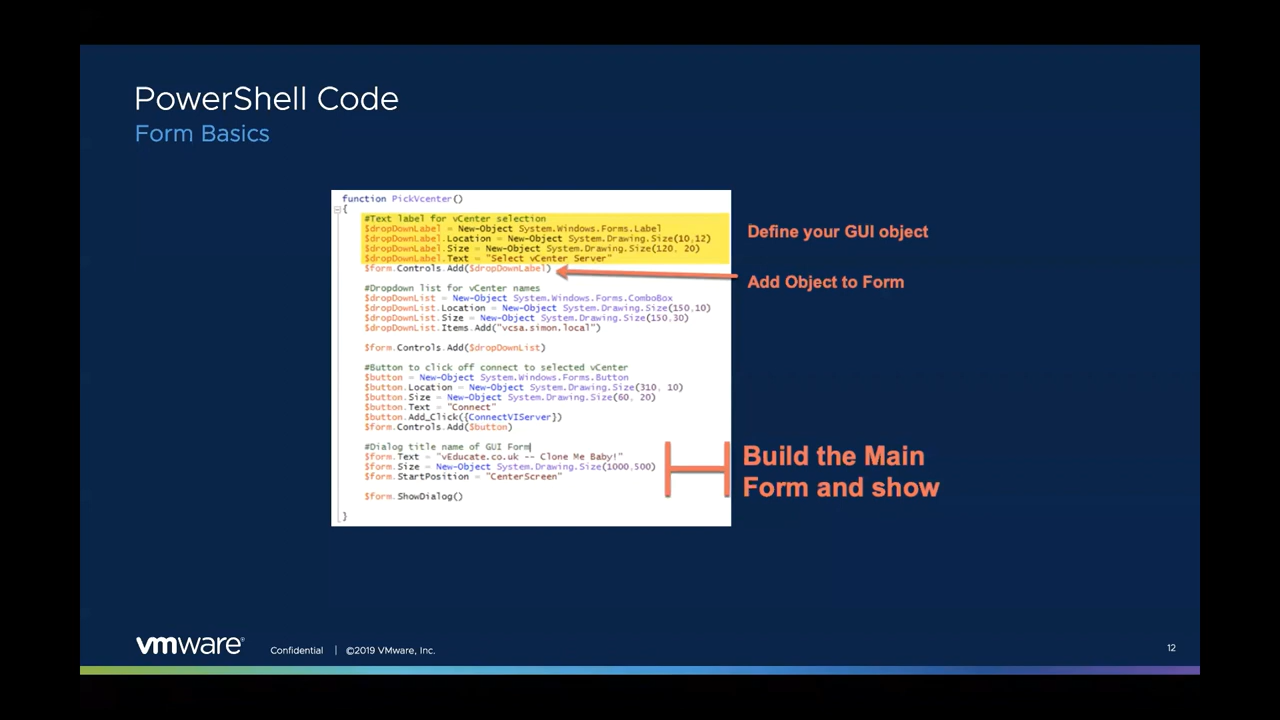 PowerShell Code
Form Basics
function PickVcenter()
{
#Text label for vCenter selection
$dropDownLabel = New-Object System.Windows.Forms.Label
$dropDownLabel.Location = New-Object System.Drawing.Size(10,12)
$dropDownLabel.Size = New-Object System.Drawing.Size(120, 20)
$dropDownLabel.Text = "Select vCenter Server"
$form.Controls.Add($dropDownLabel)
#Dropdown list for vCenter names
$dropDownList = New-Object System.Windows.Forms.ComboBox
$dropDownList.Location = New-Object System.Drawing.Size(150,10)
$dropDownList.Size = New-Object System.Drawing.Size(150,30)
$dropDownList.Items.Add("vcsa.simon.local")
$form.Controls.Add($dropDownList)
#Button to click off connect to selected vCenter
$button = New-Object System.Windows.Forms.Button
$button.Location = New-Object System.Drawing.Size(310, 10)
$button.Size = New-Object System.Drawing.Size(60, 20)
$button.Text = "Connect"
$button.Add_Click({ConnectVIServer})
$form.Controls.Add($button)
#Dialog title name of GUI Form
$form.Text = "vEducate.co.uk -- Clone Me Baby!"
$form.Size = New-Object System.Drawing.Size(1000,500)
$form.StartPosition = "CenterScreen"
$form.ShowDialog()
}
Define your GUI object
Add Object to Form
Build the Main
Form and show
vmware®
Confidential | ©2019 VMware, Inc.
12